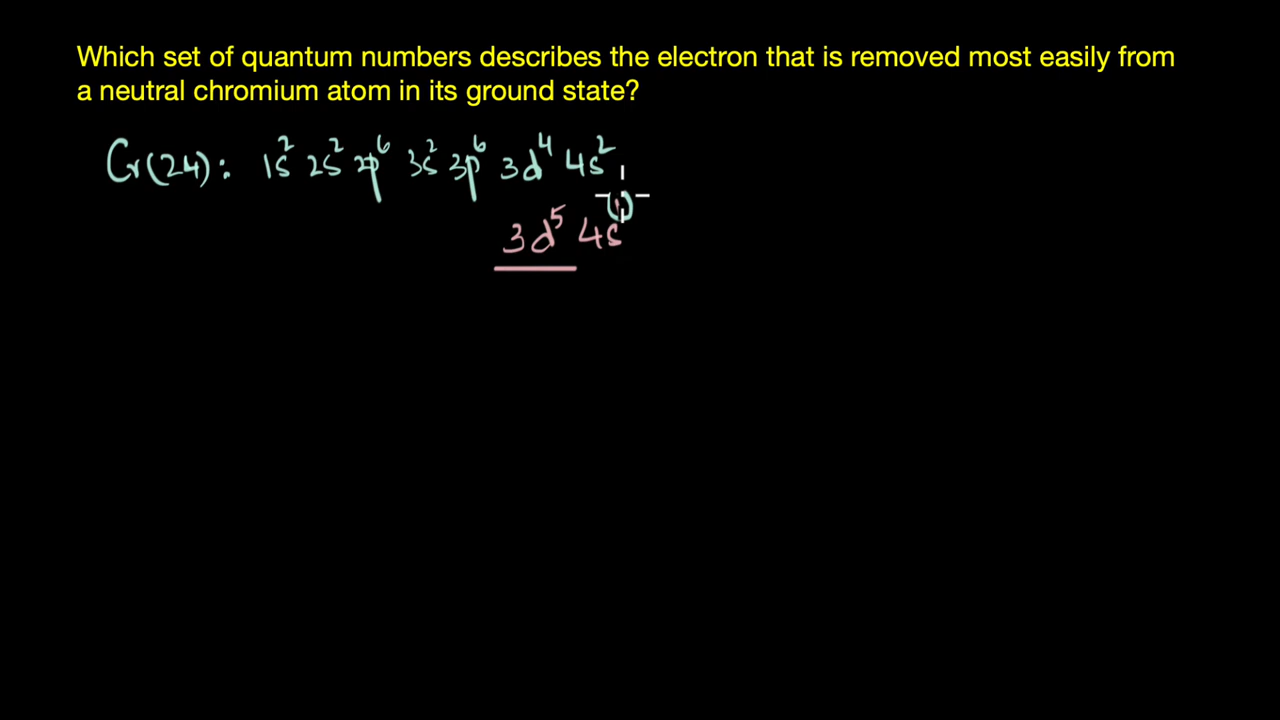 Which set of quantum numbers describes the electron that is removed most easily from
a neutral chromium atom in its ground state?
Cr(24): 1s² 2s² 2p⁶ 3s² 3p⁶ 3d⁴ 4s²
3d⁵ 4s¹